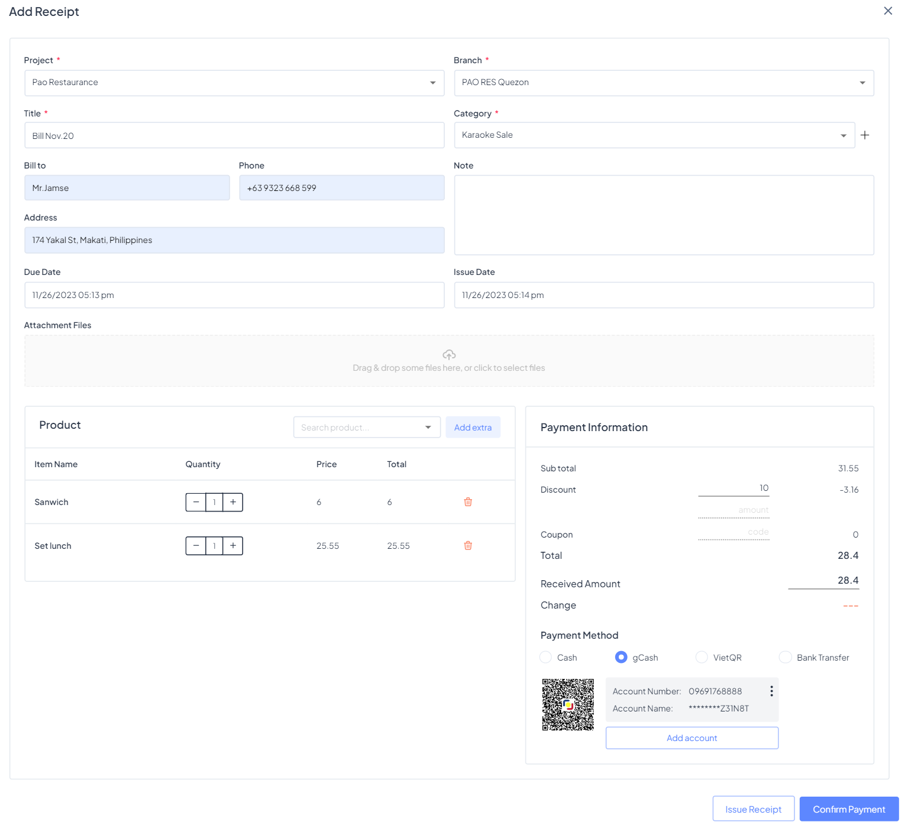 Add Receipt
Project *
Branch *
Pao Restaurance
PAO RES Quezon
Title *
Category *
Bill Nov.20
Karaoke Sale
Bill to
Phone
Note
Mr.Jamse
+63 9323 668 599
Address
174 Yakal St, Makati, Philippines
Due Date
Issue Date
11/26/2023 05:13 pm
11/26/2023 05:14 pm
Attachment Files
Drag & drop some files here, or click to select files
Product
Search product...
Add extra
Item Name Quantity Price Total
Sanwich − 1 + 6 6
Set lunch − 1 + 25.55 25.55
Payment Information
Sub total 31.55
Discount 10 -3.16
amount
Coupon code 0
Total 28.4
Received Amount 28.4
Change ---
Payment Method
Cash gCash VietQR Bank Transfer
Account Number: 09691768888
Account Name: ********Z31N8T
Add account
Issue Receipt
Confirm Payment